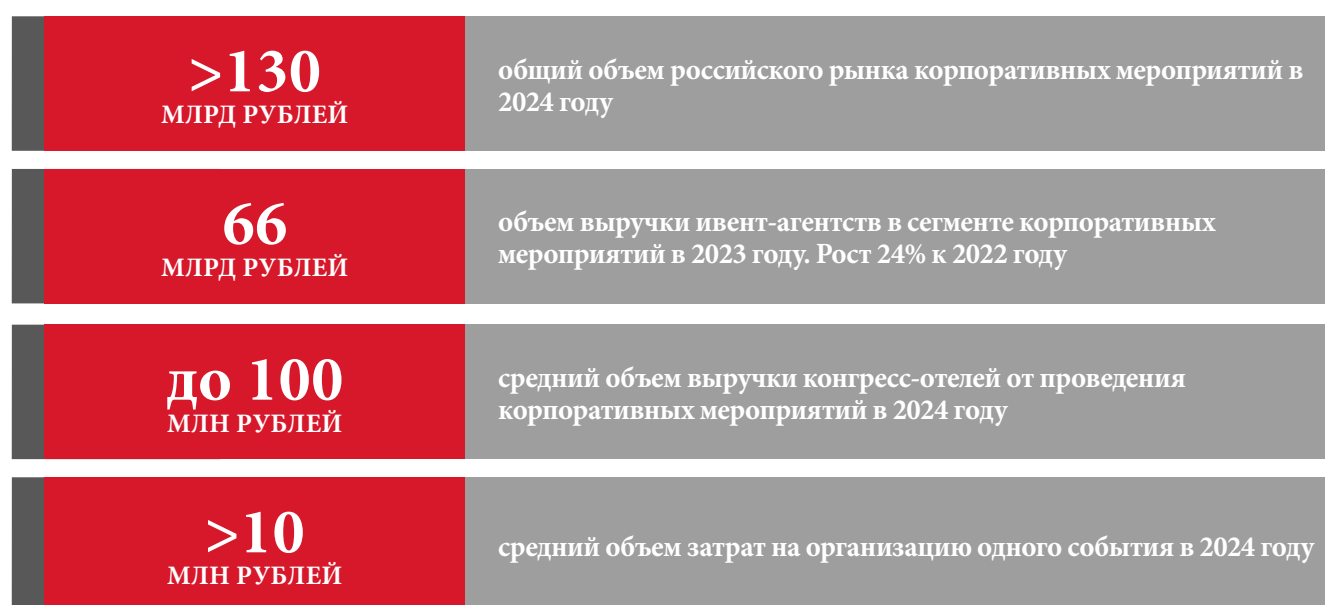 >130
МЛРД РУБЛЕЙ
общий объем российского рынка корпоративных мероприятий в
2024 году
66
МЛРД РУБЛЕЙ
объем выручки ивент-агентств в сегменте корпоративных
мероприятий в 2023 году. Рост 24% к 2022 году
до 100
МЛН РУБЛЕЙ
средний объем выручки конгресс-отелей от проведения
корпоративных мероприятий в 2024 году
>10
МЛН РУБЛЕЙ
средний объем затрат на организацию одного события в 2024 году